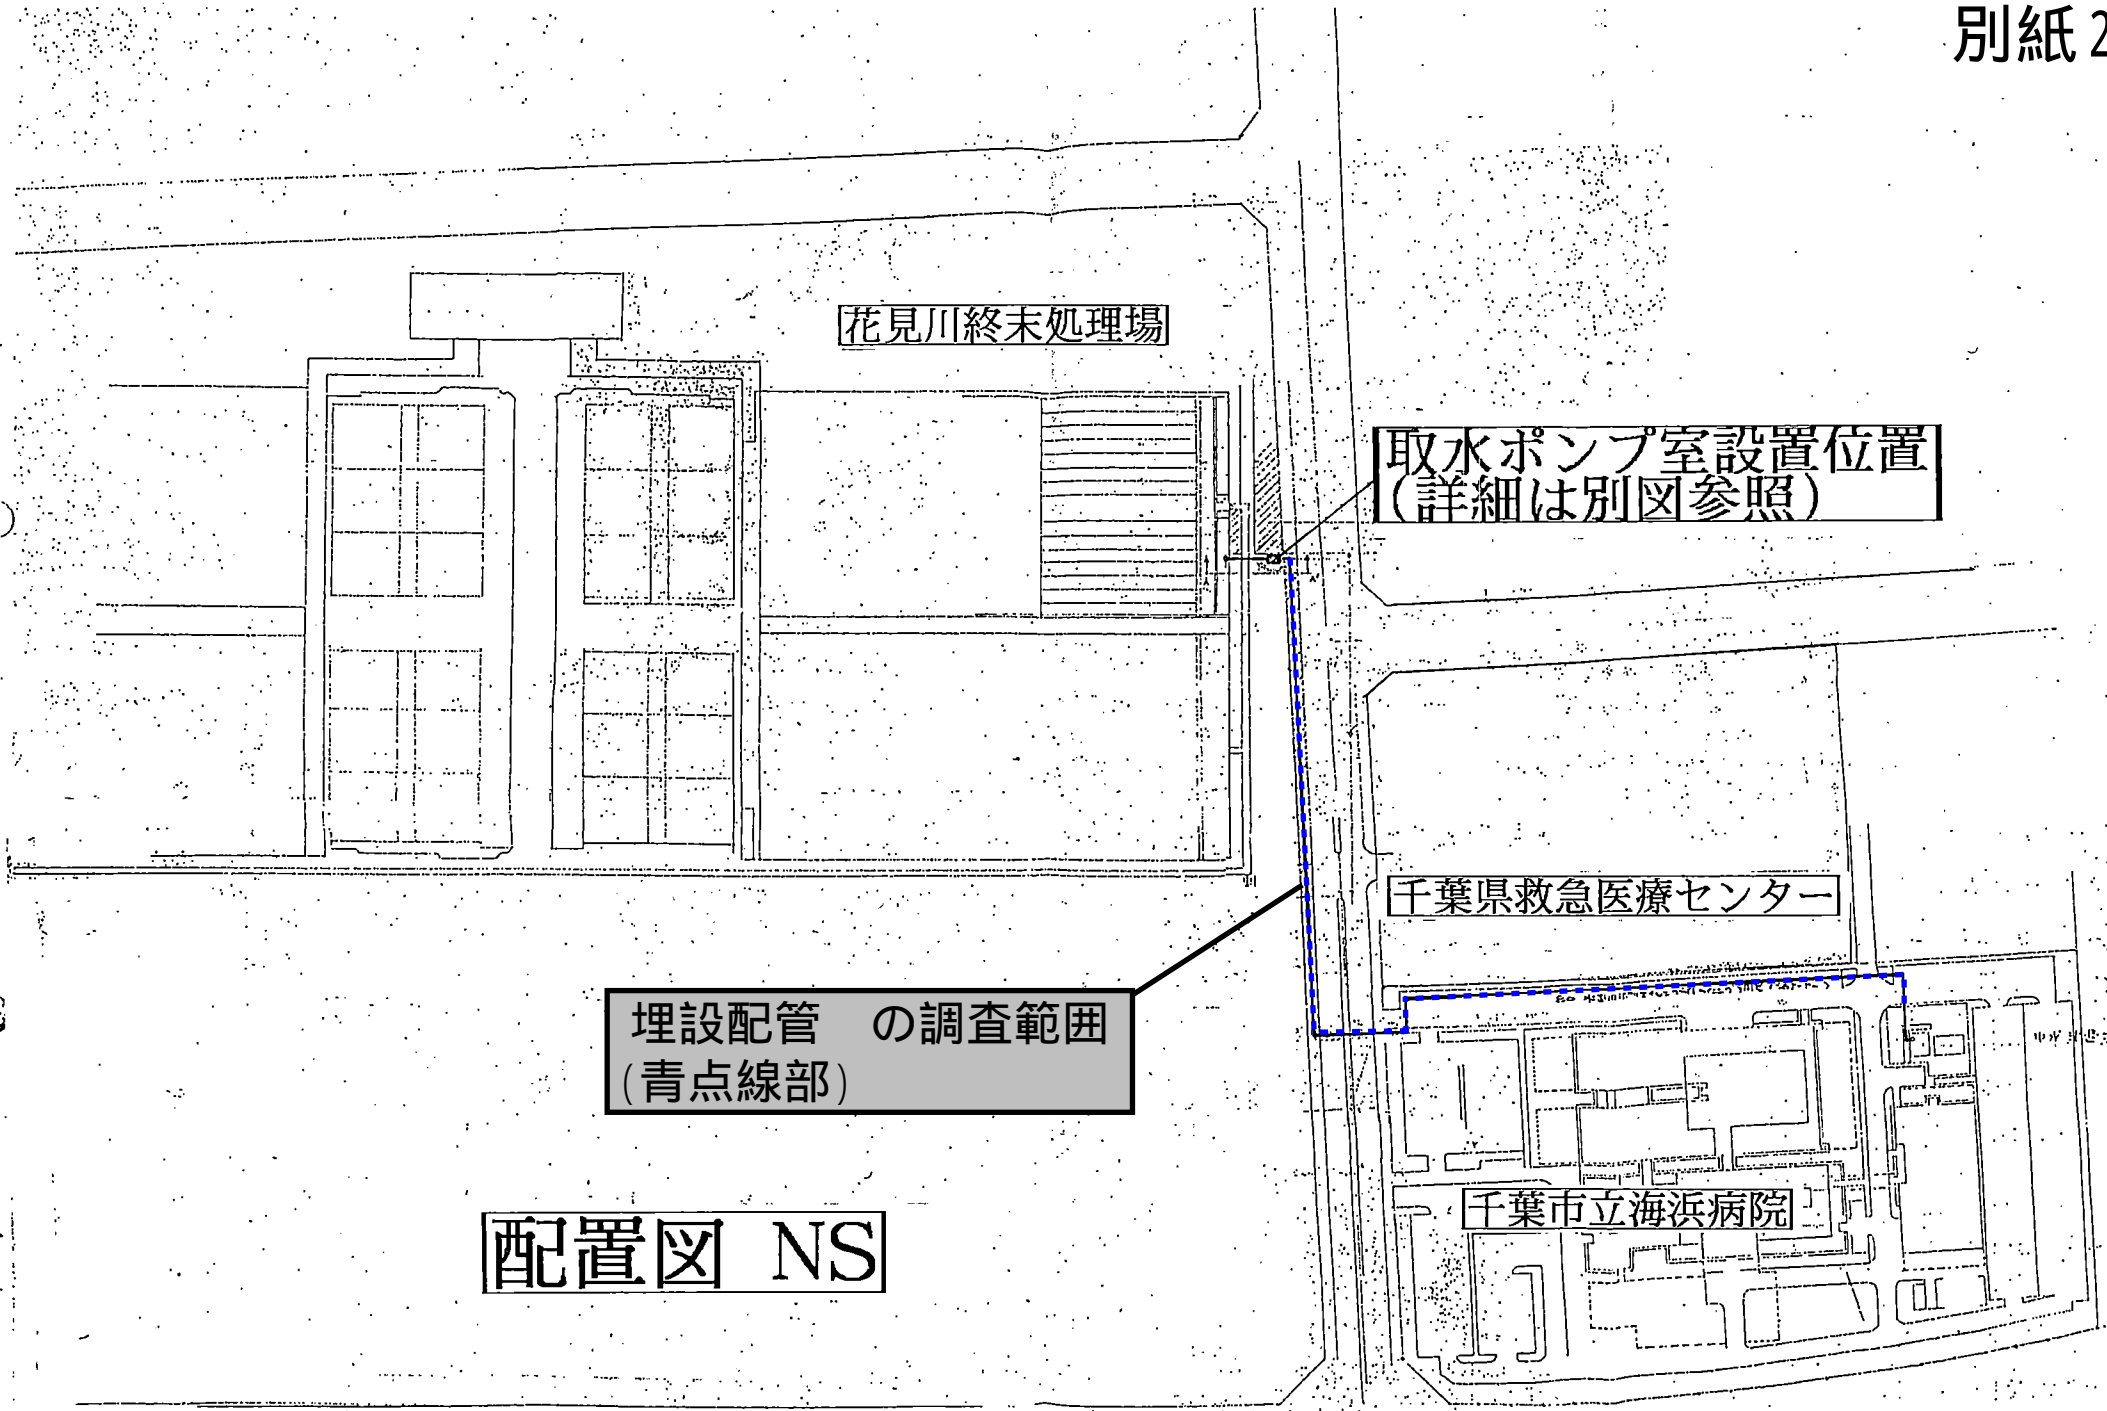 別紙2
花見川終末処理場
取水ポンプ室設置位置
(詳細は別図参照)
千葉県救急医療センター
埋設配管　の調査範囲
(青点線部)
千葉市立海浜病院
配置図 NS